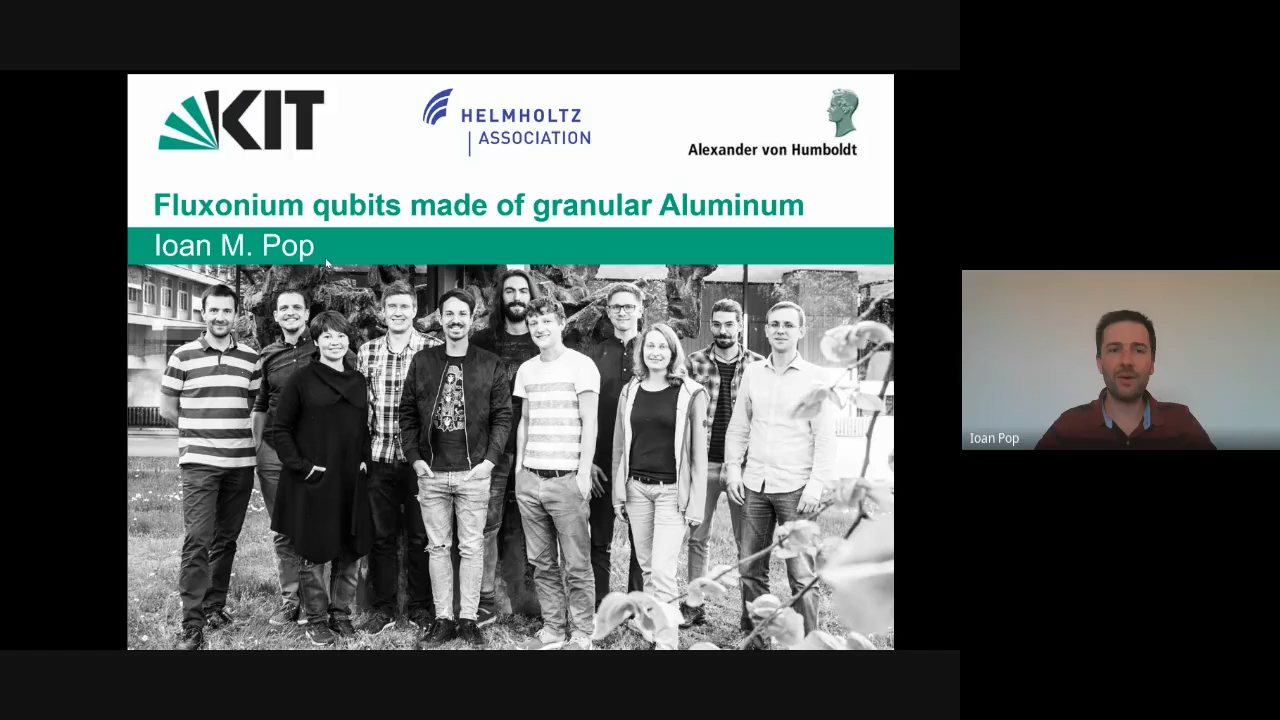 KIT
HELMHOLTZ
ASSOCIATION
Alexander von Humboldt
Fluxonium qubits made of granular Aluminum
Ioan M. Pop
Ioan Pop